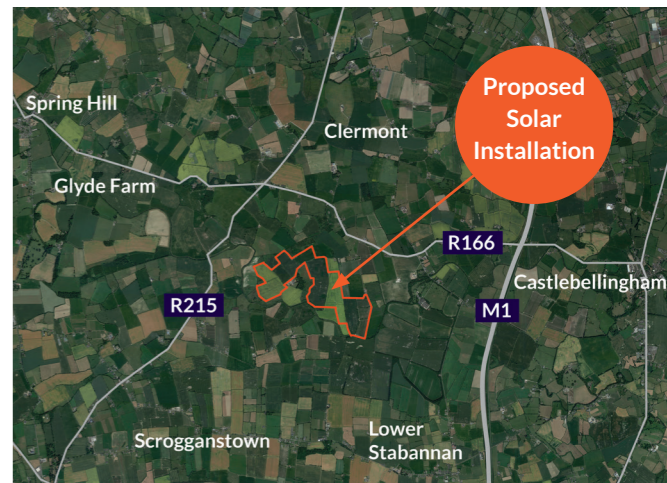 Proposed
Solar
Installation
Spring Hill
Clermont
Glyde Farm
R166
Castlebellingham
R215
M1
Scrogganstown
Lower
Stabannan